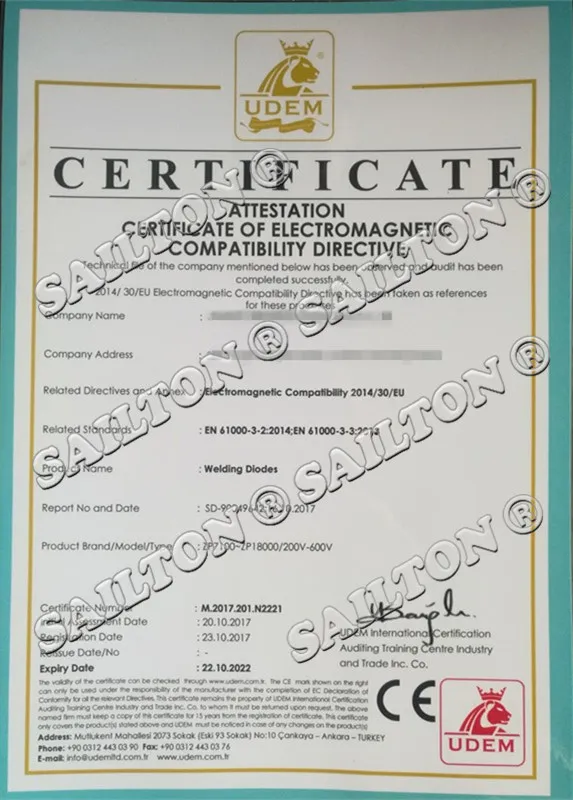 UDEM
CERTIFICATE
ATTESTATION
CERTIFICATE OF ELECTROMAGNETIC
COMPATIBILITY DIRECTIVE
Technical file of the company mentioned below has been observed and audit has been
completed successfully.
2014/ 30/EU Electromagnetic Compatibility Directive has been taken as references
for these processes
Company Name :
Company Address :
Related Directives and Annex : Electromagnetic Compatibility 2014/30/EU
Related Standards : EN 61000-3-2:2014;EN 61000-3-3:2013
Product Name : Welding Diodes
Report No and Date
Product Brand/Model/Type : ZP7100~ZP18000/200V-600V
Certificate Number : M.2017.201.N2221
Initial Assessment Date : 20.10.2017
Registration Date : 23.10.2017
Reissue Date/No : -
Expiry Date : 22.10.2022
UDEM International Certification
Auditing Training Centre Industry
and Trade Inc. Co.
The validity of the certificate can be checked through www.udem.com.tr. The CE mark shown on the right
can only be used under the responsibility of the manufacturer with the completion of EC Declaration of
Conformity for all the relevant Directives. This certificate remains the property of UDEM International Certification
Auditing Training Centre Industry and Trade Inc. Co. to whom it must be returned upon request. The above
named firm must keep a copy of this certificate for 15 years from the registration of certificate. This certificate
only covers the product(s) stated above and UDEM must be noticed in case of any changes on the product(s)
Address: Mutlukent Mahallesi 2073 Sokak (Eski 93 Sokak) No:10 Çankaya – Ankara – TURKEY
Phone: +90 0312 443 03 90 Fax: +90 0312 443 03 76
E-mail: info@udemltd.com.tr www.udem.com.tr
CE
UDEM
SAILTON ® SAILTON ®
SAILTON ® SAILTON ®
SAILTON ® SAILTON ®